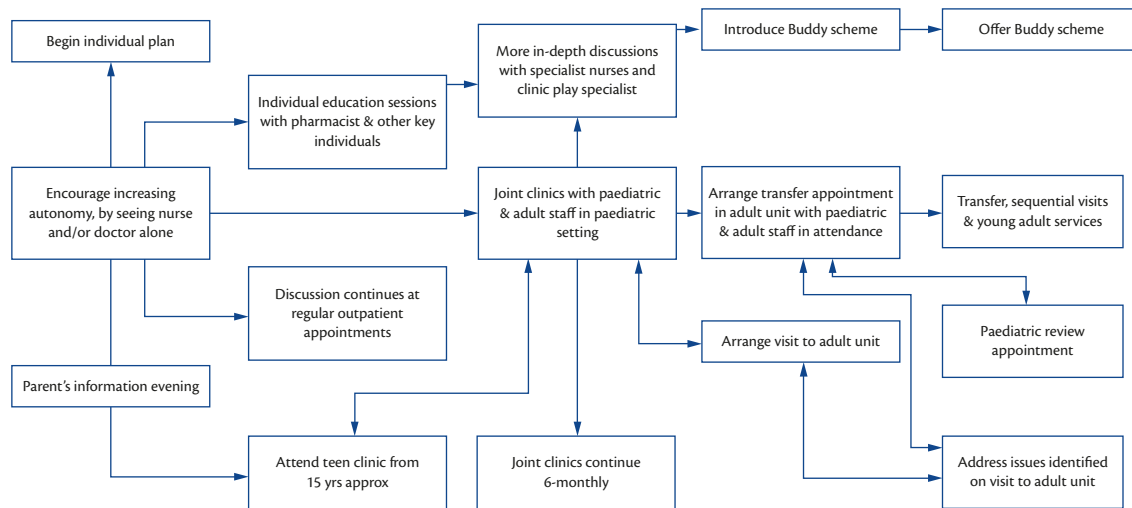 Begin individual plan
Introduce Buddy scheme
Offer Buddy scheme
More in-depth discussions
with specialist nurses and
clinic play specialist
Individual education sessions
with pharmacist & other key
individuals
Encourage increasing
autonomy, by seeing nurse
and/or doctor alone
Joint clinics with paediatric
& adult staff in paediatric
setting
Arrange transfer appointment
in adult unit with paediatric
& adult staff in attendance
Transfer, sequential visits
& young adult services
Discussion continues at
regular outpatient
appointments
Arrange visit to adult unit
Paediatric review
appointment
Parent's information evening
Attend teen clinic from
15 yrs approx
Joint clinics continue
6-monthly
Address issues identified
on visit to adult unit